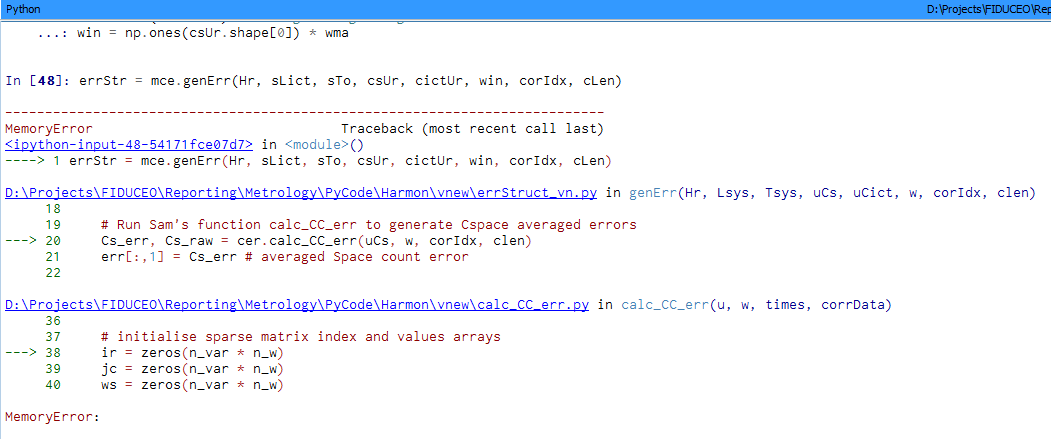 Python D:\Projects\FIDUCEO\Rep
...: win = np.ones(csUr.shape[0]) * wma
In [48]: errStr = mce.genErr(Hr, sLict, sTo, csUr, cictUr, win, corIdx, cLen)
---------------------------------------------------------------------------
MemoryError Traceback (most recent call last)
<ipython-input-48-54171fce07d7> in <module>()
----> 1 errStr = mce.genErr(Hr, sLict, sTo, csUr, cictUr, win, corIdx, cLen)
D:\Projects\FIDUCEO\Reporting\Metrology\PyCode\Harmon\vnew\errStruct_vn.py in genErr(Hr, Lsys, Tsys, uCs, uCict, w, corIdx, clen)
18
19 # Run Sam's function calc_CC_err to generate Cspace averaged errors
---> 20 Cs_err, Cs_raw = cer.calc_CC_err(uCs, w, corIdx, clen)
21 err[:,1] = Cs_err # averaged Space count error
22
D:\Projects\FIDUCEO\Reporting\Metrology\PyCode\Harmon\vnew\calc_CC_err.py in calc_CC_err(u, w, times, corrData)
36
37 # initialise sparse matrix index and values arrays
---> 38 ir = zeros(n_var * n_w)
39 jc = zeros(n_var * n_w)
40 ws = zeros(n_var * n_w)
MemoryError: